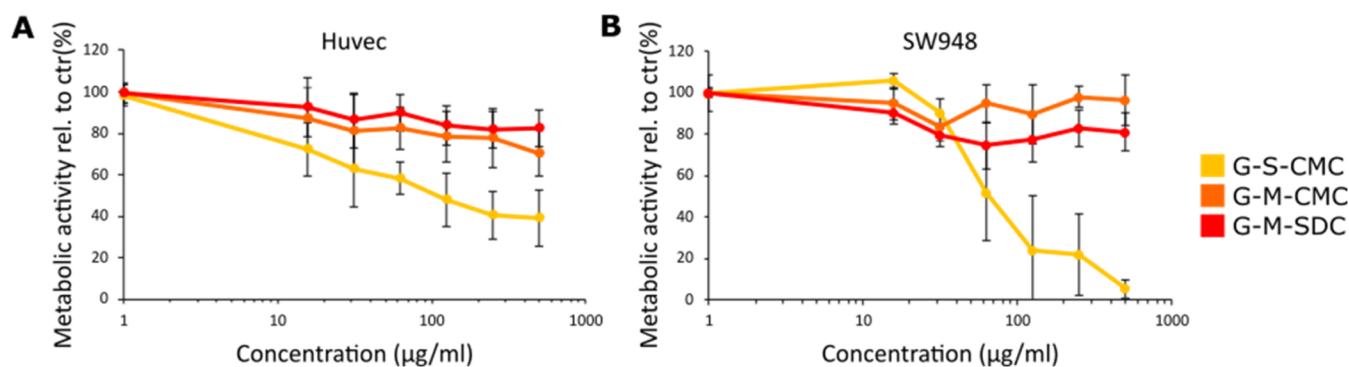 A
Huvec
Metabolic activity rel. to ctr(%)
120
100
80
60
40
20
0
1
10
100
1000
Concentration (µg/ml)
B
SW948
Metabolic activity rel. to ctr(%)
120
100
80
60
40
20
0
1
10
100
1000
Concentration (µg/ml)
G-S-CMC
G-M-CMC
G-M-SDC